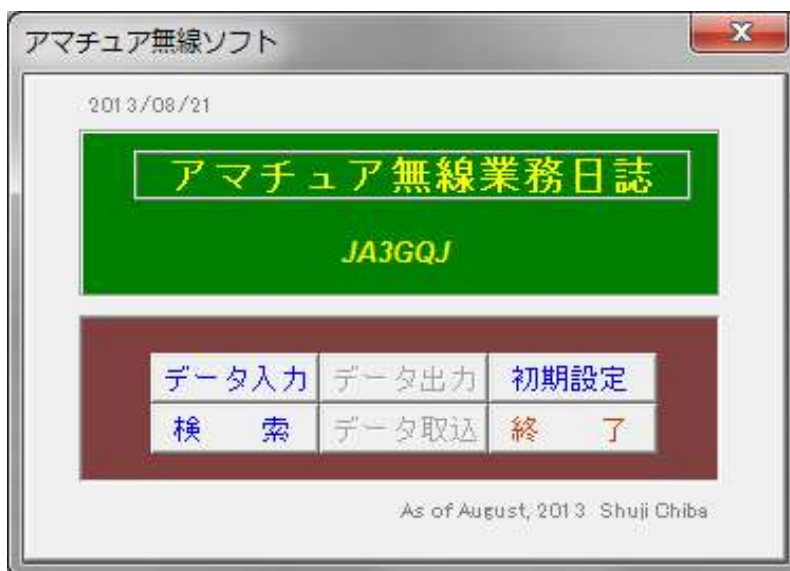 アマチュア無線ソフト
2013/08/21
アマチュア無線業務日誌
JA3GQJ
データ入力 データ出力 初期設定
検　索 データ取込 終　了
As of August, 2013 Shuji Chiba